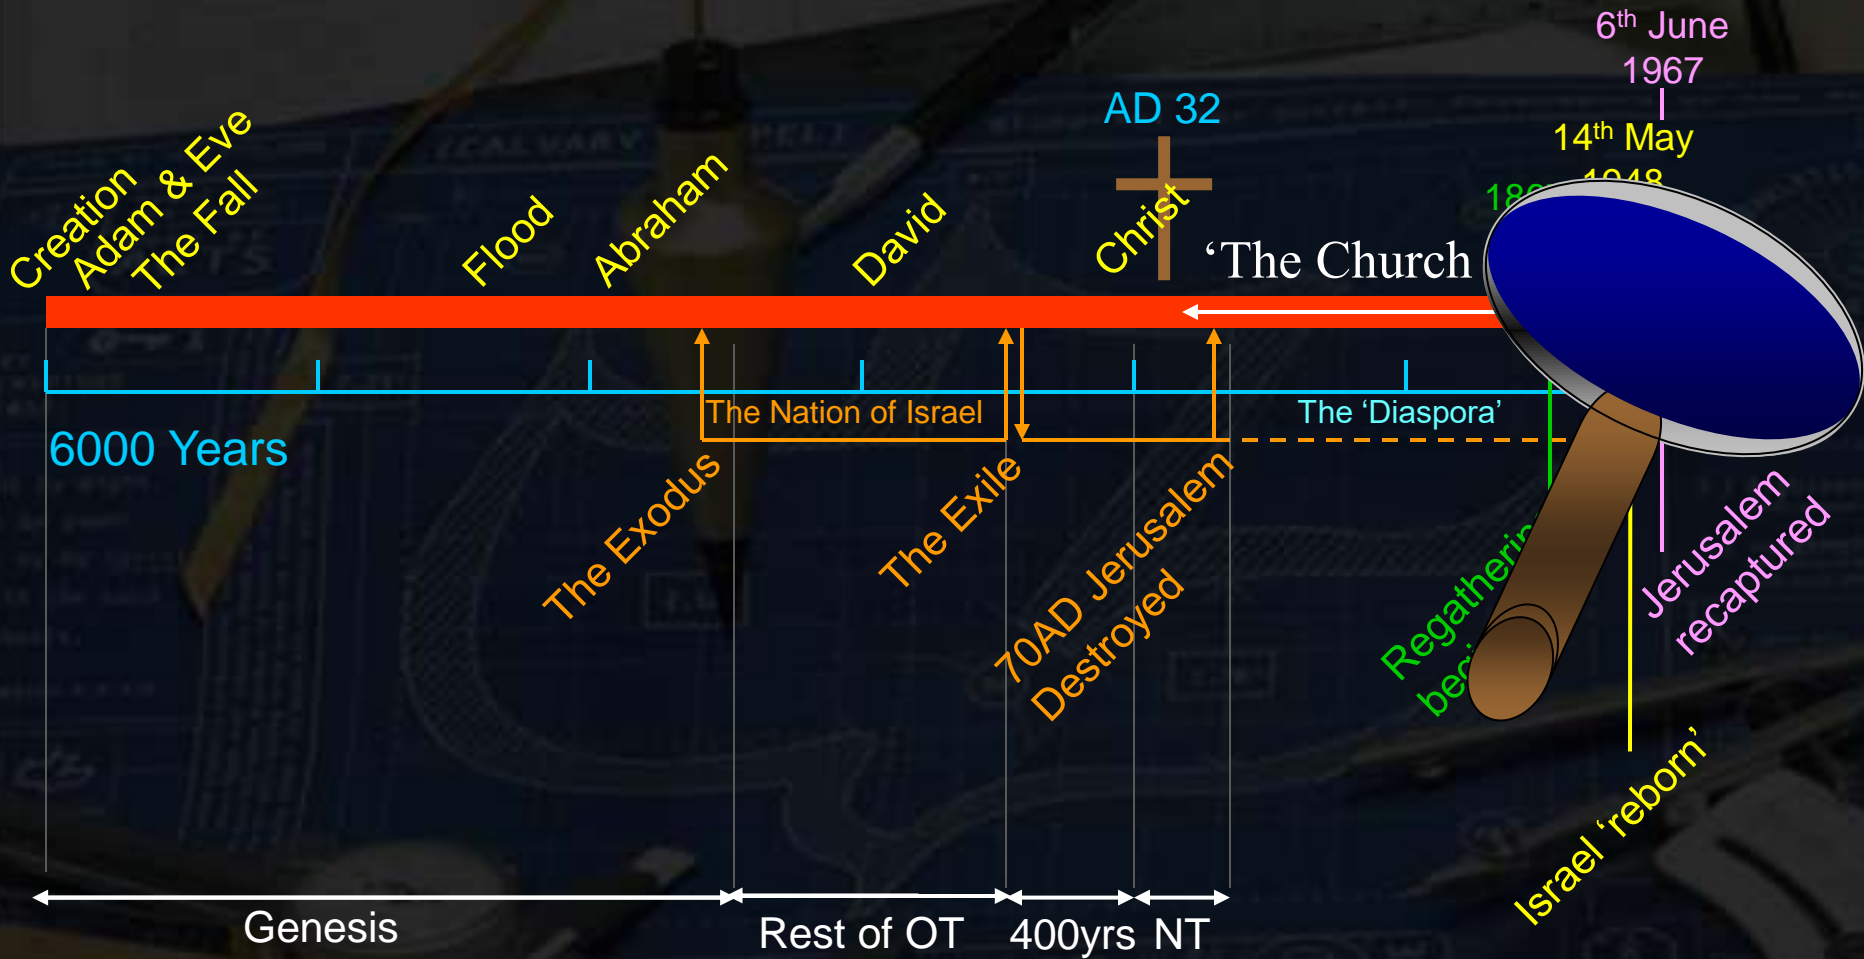 6th June
1967
AD 32
14th May
1948
Creation
Adam & Eve
The Fall
Flood
Abraham
David
Christ
‘The Church
The Nation of Israel
The ‘Diaspora’
6000 Years
The Exodus
The Exile
70AD Jerusalem
Destroyed
Jerusalem
recaptured
Israel ‘reborn’
Genesis
Rest of OT
400yrs
NT